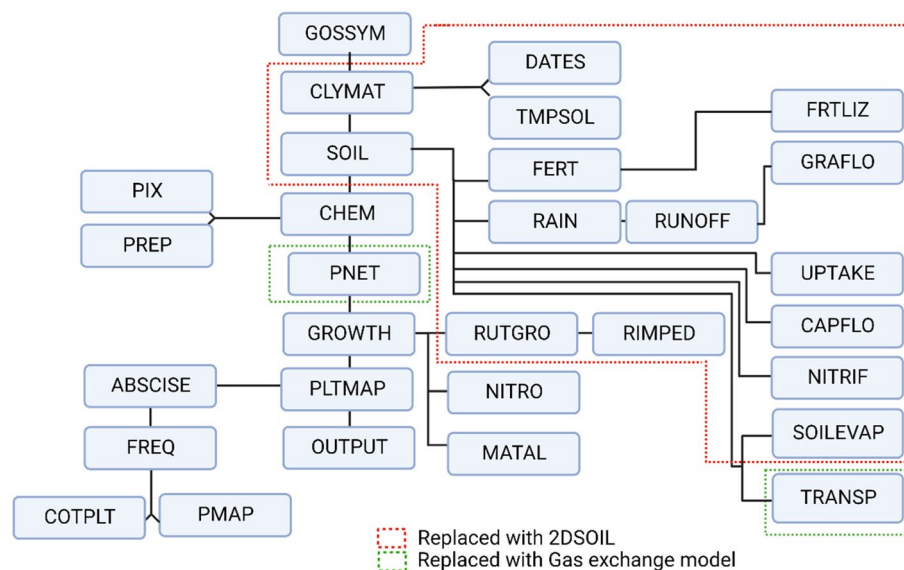 GOSSYM
DATES
CLYMAT
TMPSOL
FRTLIZ
SOIL
FERT
GRAFLO
PIX
CHEM
RAIN
RUNOFF
PREP
PNET
UPTAKE
CAPFLO
GROWTH
RUTGRO
RIMPED
ABSCISE
PLTMAP
NITRO
NITRIF
FREQ
OUTPUT
MATAL
SOILEVAP
COTPLT
PMAP
TRANSP
Replaced with 2DSOIL
Replaced with Gas exchange model